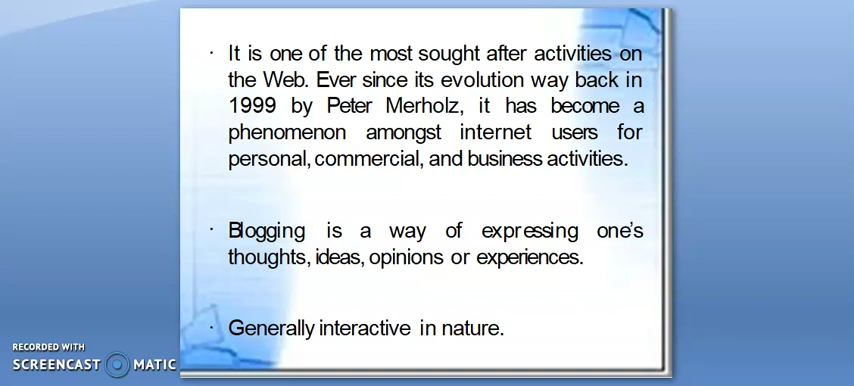 · It is one of the most sought after activities on
the Web. Ever since its evolution way back in
1999 by Peter Merholz, it has become a
phenomenon amongst internet users for
personal, commercial, and business activities.
· Blogging is a way of expressing one's
thoughts, ideas, opinions or experiences.
· Generally interactive in nature.
RECORDED WITH
SCREENCAST MATIC